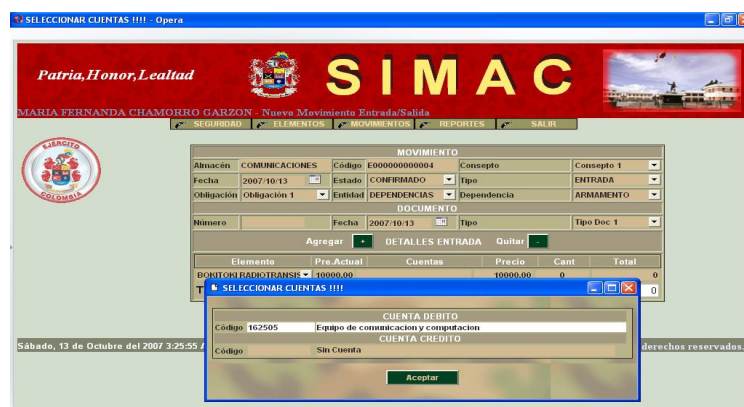 SELECCIONAR CUENTAS !!!! - Opera
Patria,Honor,Lealtad
SIMAC
MARIA FERNANDA CHAMORRO GARZON - Nuevo Movimiento Entrada/Salida
SEGURIDAD ELEMENTOS MOVIMIENTOS REPORTES SALIR
EJERCITO
COLOMBIA
MOVIMIENTO
Almacén COMUNICACIONES Código E000000000004 Consepto Consepto 1
Fecha 2007/10/13 Estado CONFIRMADO Tipo ENTRADA
Obligación Obligación 1 Entidad DEPENDENCIAS Dependencia ARMAMENTO
DOCUMENTO
Número Fecha 2007/10/13 Tipo Tipo Doc 1
Agregar + DETALLES ENTRADA Quitar -
Elemento Pre.Actual Cuentas Precio Cant Total
BOKITOKI RADIOTRANSIS 10000.00 10000.00 0 0
T 0
SELECCIONAR CUENTAS !!!!
CUENTA DEBITO
Código 162505 Equipo de comunicacion y computacion
CUENTA CREDITO
Código Sin Cuenta
Aceptar
Sábado, 13 de Octubre del 2007 3:25:55 A
derechos reservados.